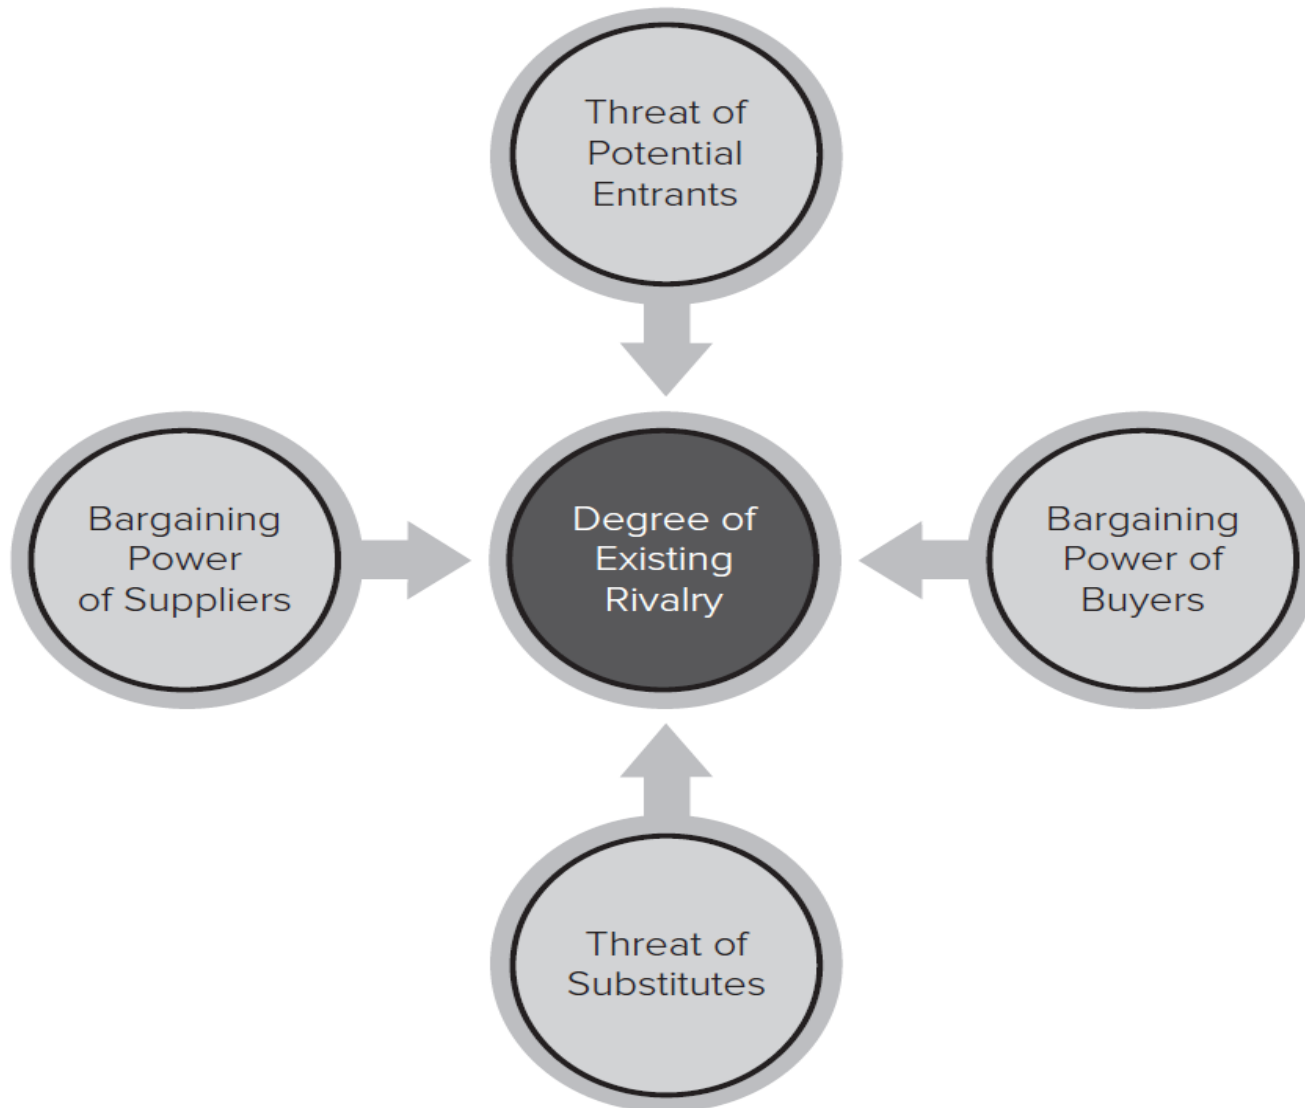 Threat of
Potential
Entrants
Bargaining
Power
of Suppliers
Degree of
Existing
Rivalry
Bargaining
Power of
Buyers
Threat of
Substitutes